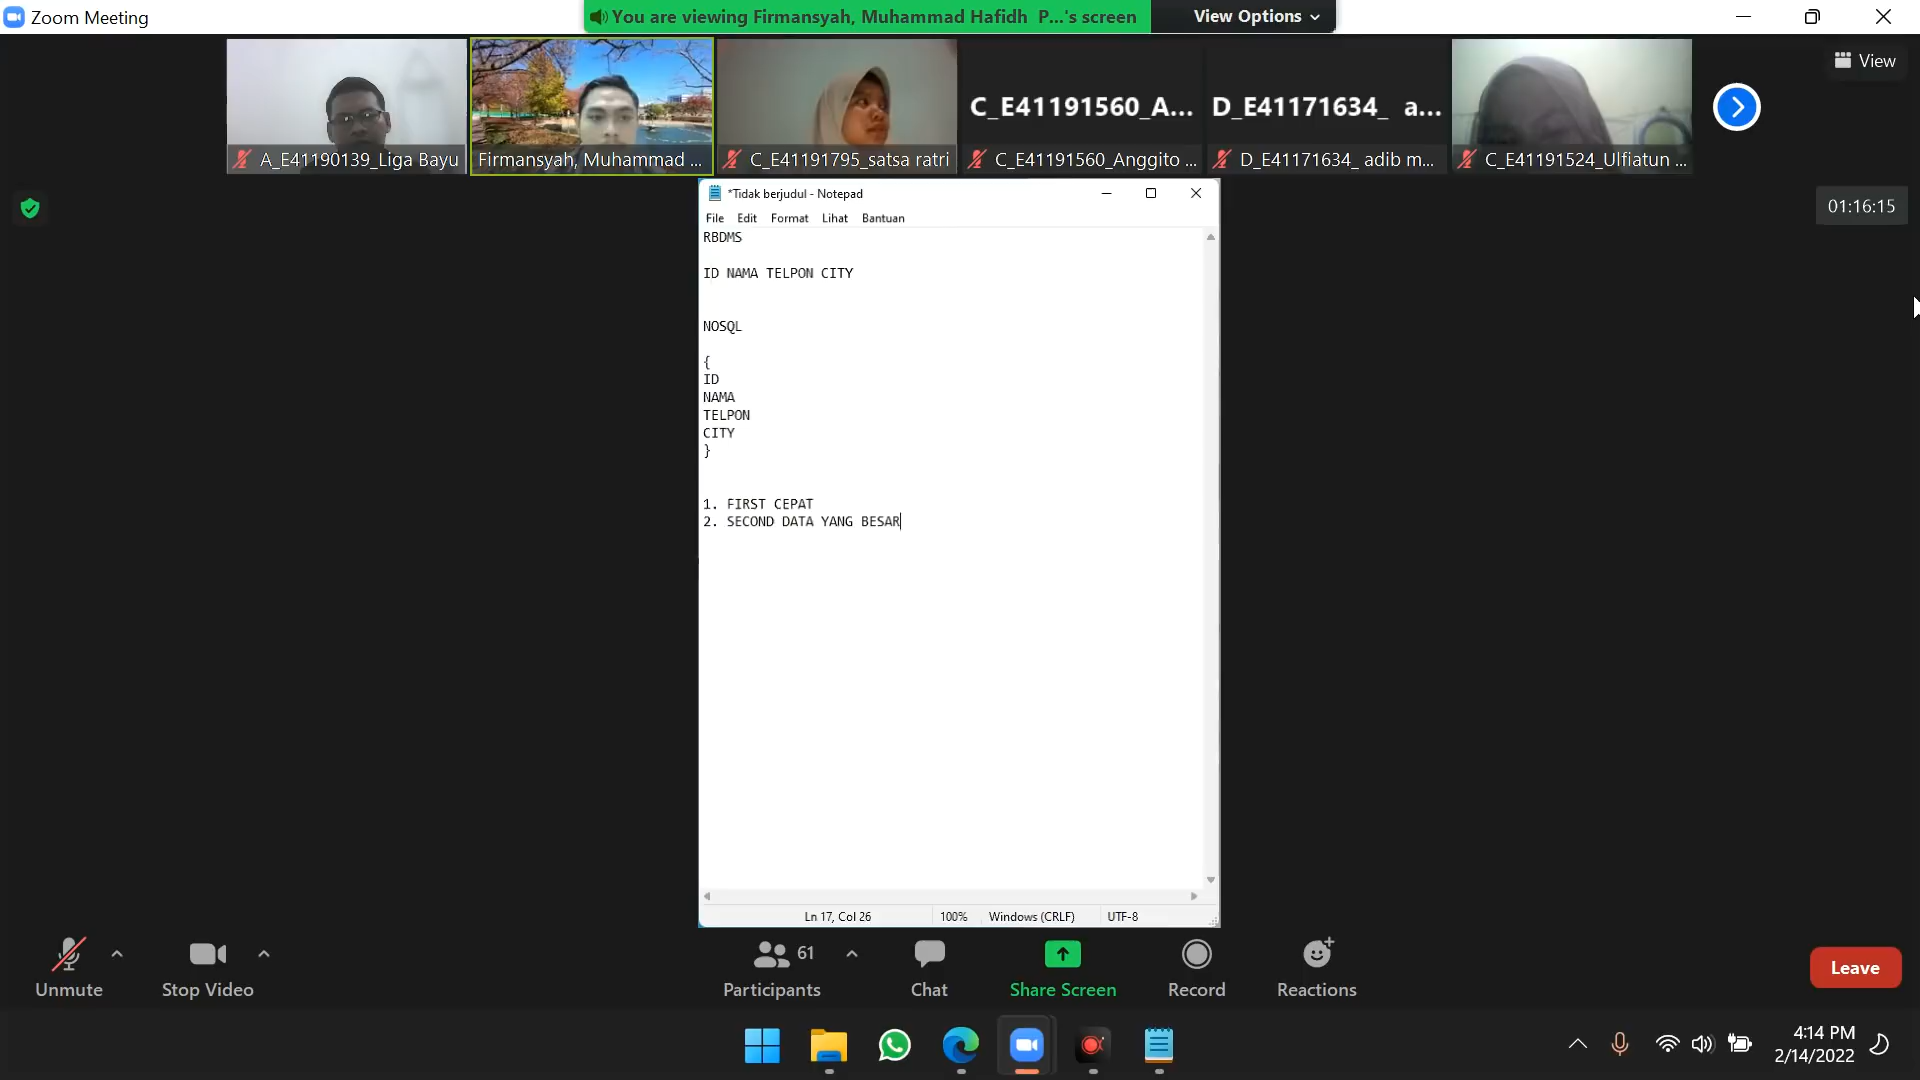 Zoom Meeting
You are viewing Firmansyah, Muhammad Hafidh P...'s screen
View Options
A_E41190139_Liga Bayu
Firmansyah, Muhammad ...
C_E41191795_satsa ratri
C_E41191560_A...
C_E41191560_Anggito ...
D_E41171634_ a...
D_E41171634_ adib m...
C_E41191524_Ulfiatun ...
View
01:16:15
*Tidak berjudul - Notepad
File Edit Format Lihat Bantuan
RBDMS
ID NAMA TELPON CITY
NOSQL
{
ID
NAMA
TELPON
CITY
}
1. FIRST CEPAT
2. SECOND DATA YANG BESAR
Ln 17, Col 26 100% Windows (CRLF) UTF-8
Unmute
Stop Video
61
Participants
Chat
Share Screen
Record
Reactions
Leave
4:14 PM
2/14/2022